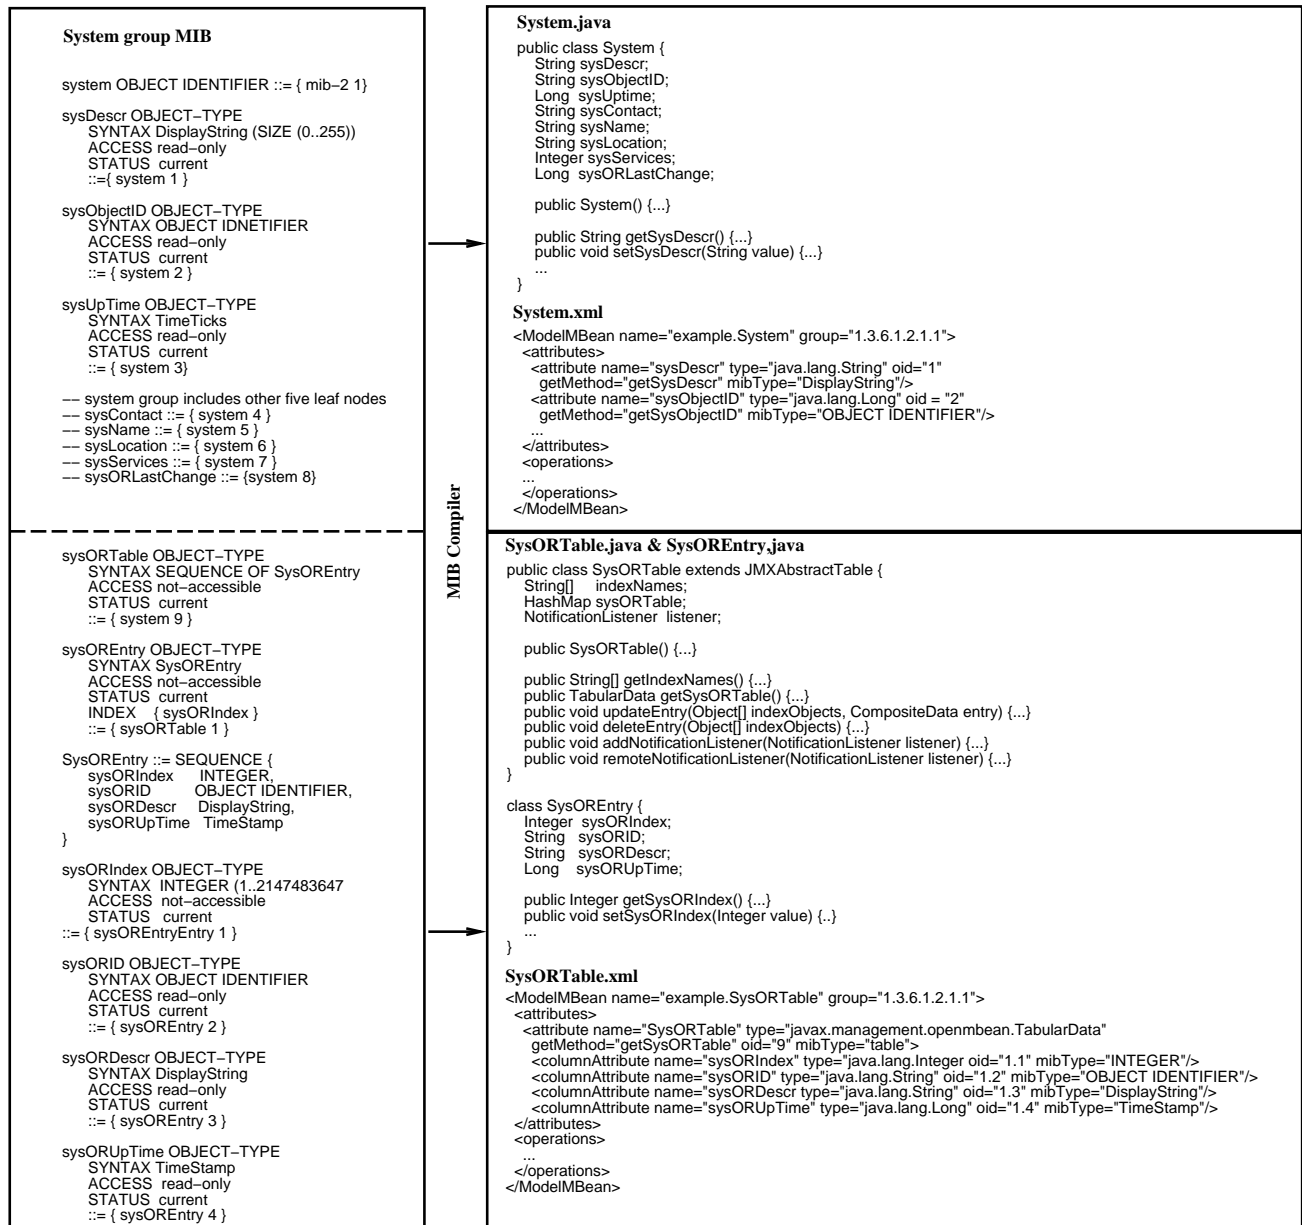 System group MIB
system OBJECT IDENTIFIER ::= { mib−2 1}
sysDescr OBJECT−TYPE
SYNTAX DisplayString (SIZE (0..255))
ACCESS read−only
STATUS current
::={ system 1 }
sysObjectID OBJECT−TYPE
SYNTAX OBJECT IDNETIFIER
ACCESS read−only
STATUS current
::= { system 2 }
sysUpTime OBJECT−TYPE
SYNTAX TimeTicks
ACCESS read−only
STATUS current
::= { system 3}
−− system group includes other five leaf nodes
−− sysContact ::= { system 4 }
−− sysName ::= { system 5 }
−− sysLocation ::= { system 6 }
−− sysServices ::= { system 7 }
−− sysORLastChange ::= {system 8}
sysORTable OBJECT−TYPE
SYNTAX SEQUENCE OF SysOREntry
ACCESS not−accessible
STATUS current
::= { system 9 }
sysOREntry OBJECT−TYPE
SYNTAX SysOREntry
ACCESS not−accessible
STATUS current
INDEX { sysORIndex }
::= { sysORTable 1 }
SysOREntry ::= SEQUENCE {
sysORIndex INTEGER,
sysORID OBJECT IDENTIFIER,
sysORDescr DisplayString,
sysORUpTime TimeStamp
}
sysORIndex OBJECT−TYPE
SYNTAX INTEGER (1..2147483647
ACCESS not−accessible
STATUS current
::= { sysOREntryEntry 1 }
sysORID OBJECT−TYPE
SYNTAX OBJECT IDENTIFIER
ACCESS read−only
STATUS current
::= { sysOREntry 2 }
sysORDescr OBJECT−TYPE
SYNTAX DisplayString
ACCESS read−only
STATUS current
::= { sysOREntry 3 }
sysORUpTime OBJECT−TYPE
SYNTAX TimeStamp
ACCESS read−only
STATUS current
::= { sysOREntry 4 }
MIB Compiler
System.java
public class System {
String sysDescr;
String sysObjectID;
Long sysUptime;
String sysContact;
String sysName;
String sysLocation;
Integer sysServices;
Long sysORLastChange;
public System() {...}
public String getSysDescr() {...}
public void setSysDescr(String value) {...}
...
}
System.xml
<ModelMBean name="example.System" group="1.3.6.1.2.1.1">
<attributes>
<attribute name="sysDescr" type="java.lang.String" oid="1"
getMethod="getSysDescr" mibType="DisplayString"/>
<attribute name="sysObjectID" type="java.lang.Long" oid = "2"
getMethod="getSysObjectID" mibType="OBJECT IDENTIFIER"/>
...
</attributes>
<operations>
...
</operations>
</ModelMBean>
SysORTable.java & SysOREntry,java
public class SysORTable extends JMXAbstractTable {
String[] indexNames;
HashMap sysORTable;
NotificationListener listener;
public SysORTable() {...}
public String[] getIndexNames() {...}
public TabularData getSysORTable() {...}
public void updateEntry(Object[] indexObjects, CompositeData entry) {...}
public void deleteEntry(Object[] indexObjects) {...}
public void addNotificationListener(NotificationListener listener) {...}
public void remoteNotificationListener(NotificationListener listener) {...}
}
class SysOREntry {
Integer sysORIndex;
String sysORID;
String sysORDescr;
Long sysORUpTime;
public Integer getSysORIndex() {...}
public void setSysORIndex(Integer value) {..}
...
}
SysORTable.xml
<ModelMBean name="example.SysORTable" group="1.3.6.1.2.1.1">
<attributes>
<attribute name="SysORTable" type="javax.management.openmbean.TabularData"
getMethod="getSysORTable" oid="9" mibType="table">
<columnAttribute name="sysORIndex" type="java.lang.Integer oid="1.1" mibType="INTEGER"/>
<columnAttribute name="sysORID" type="java.lang.String" oid="1.2" mibType="OBJECT IDENTIFIER"/>
<columnAttribute name="sysORDescr type="java.lang.String" oid="1.3" mibType="DisplayString"/>
<columnAttribute name="sysORUpTime" type="java.lang.Long" oid="1.4" mibType="TimeStamp"/>
</attributes>
<operations>
...
</operations>
</ModelMBean>